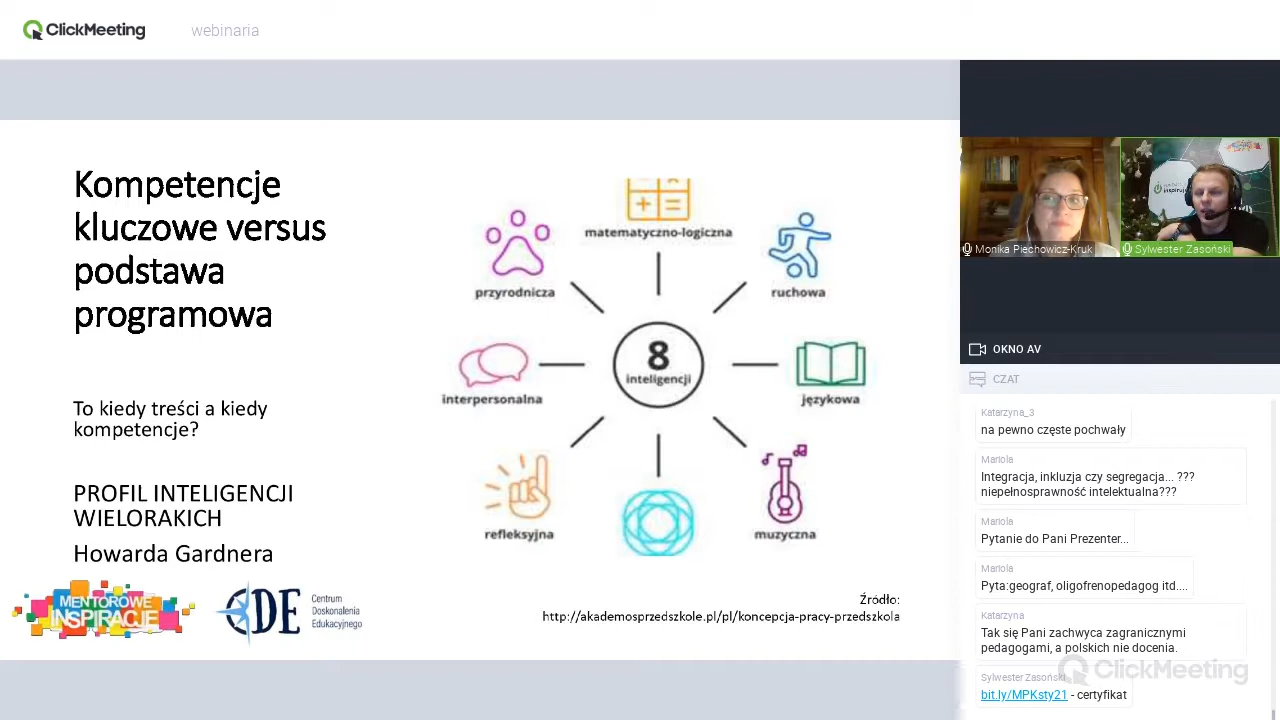 ClickMeeting
webinaria
Kompetencje
kluczowe versus
podstawa
programowa
To kiedy treści a kiedy
kompetencje?
PROFIL INTELIGENCJI
WIELORAKICH
Howarda Gardnera
MENTOROWE
INSPIRACJE
CDE
Centrum
Doskonalenia
Edukacyjnego
matematyczno-logiczna
przyrodnicza
ruchowa
8
inteligencji
interpersonalna
językowa
refleksyjna
muzyczna
Źródło:
http://akademosprzedszkole.pl/pl/koncepcja-pracy-przedszkola
Monika Piechowicz-Kruk
Sylwester Zasoński
OKNO AV
CZAT
Katarzyna_3
na pewno częste pochwały
Mariola
Integracja, inkluzja czy segregacja... ???
niepełnosprawność intelektualna???
Mariola
Pytanie do Pani Prezenter...
Mariola
Pyta:geograf, oligofrenopedagog itd....
Katarzyna
Tak się Pani zachwyca zagranicznymi
pedagogami, a polskich nie docenia.
Sylwester Zasoński
bit.ly/MPKsty21 - certyfikat
ClickMeeting